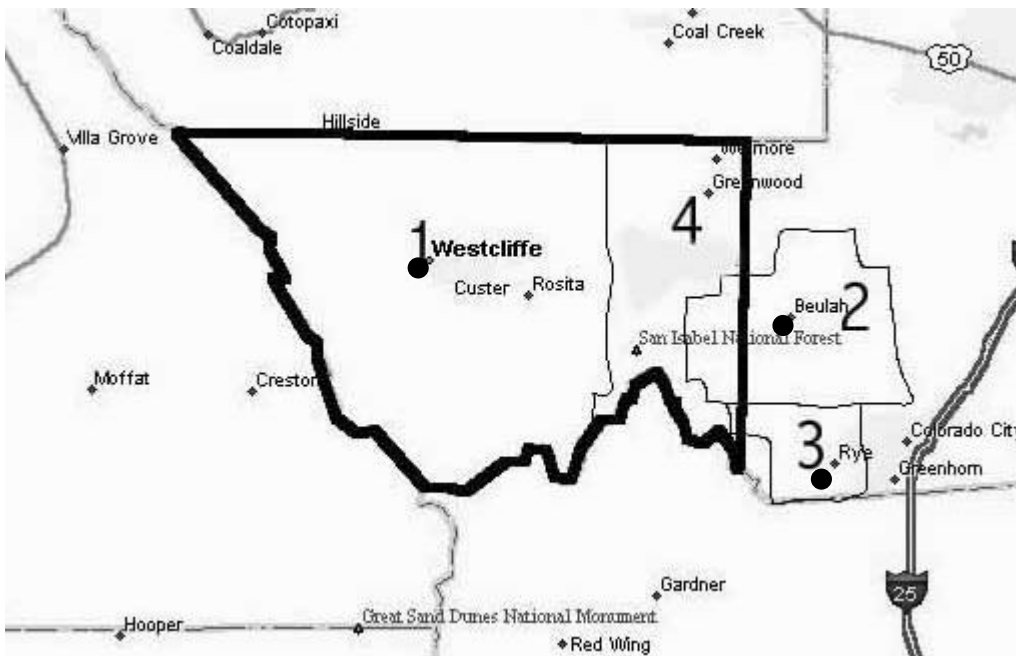 Cotopaxi
Coaldale
Coal Creek
50
Villa Grove
Hillside
Wetmore
Greenwood
4
1
Westcliffe
Custer
Rosita
Beulah
2
San Isabel National Forest
Moffat
Creston
3
Rye
Colorado City
Greenhorn
Gardner
25
Great Sand Dunes National Monument
Hooper
Red Wing